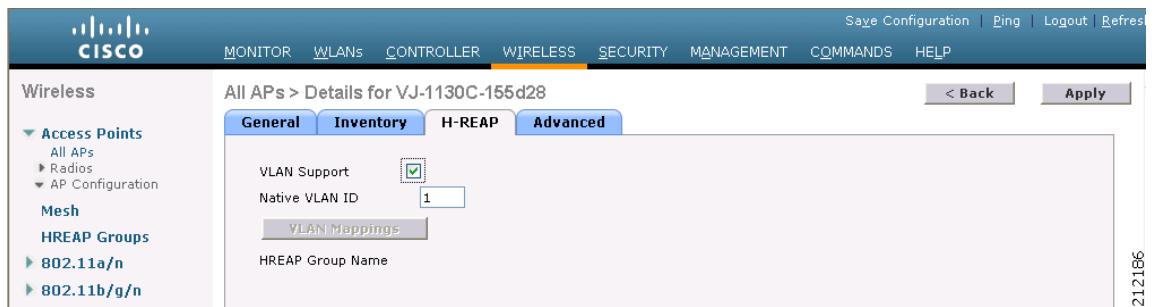 Save Configuration | Ping | Logout | Refresh
CISCO
MONITOR WLANs CONTROLLER WIRELESS SECURITY MANAGEMENT COMMANDS HELP
Wireless
All APs > Details for VJ-1130C-155d28
< Back
Apply
General Inventory H-REAP Advanced
Access Points
All APs
Radios
AP Configuration
Mesh
HREAP Groups
802.11a/n
802.11b/g/n
VLAN Support
Native VLAN ID 1
VLAN Mappings
HREAP Group Name
212186